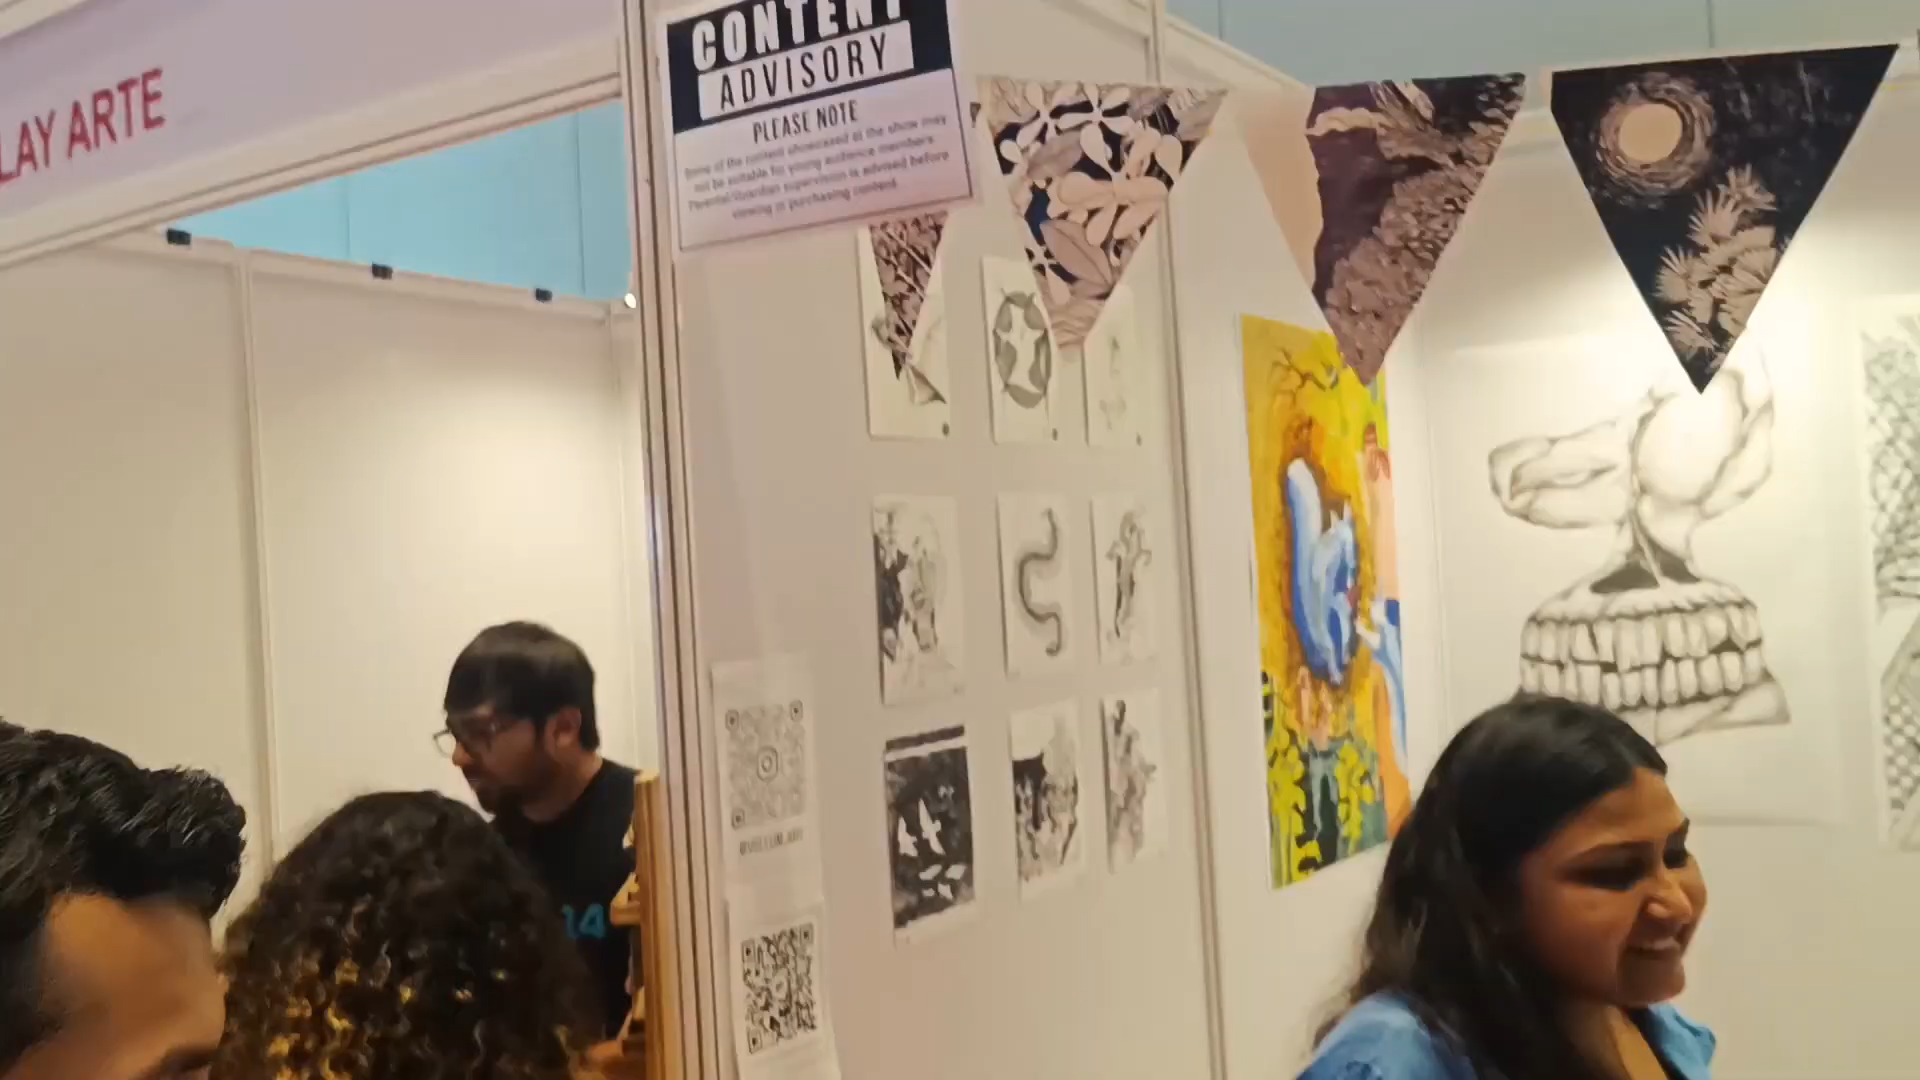 LAY ARTE
CONTENT
ADVISORY
PLEASE NOTE
Some of the content showcased at the show may
not be suitable for young audience members.
Parental/Guardian supervision is advised before
viewing or purchasing content.
14